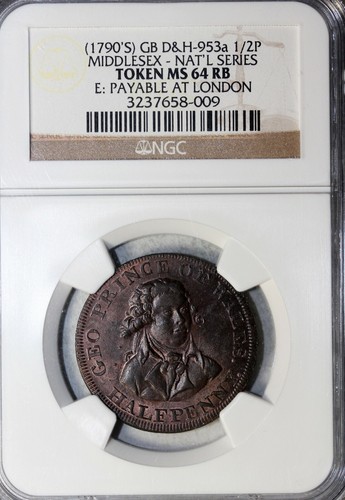 (1790'S) GB D&H-953a 1/2P
MIDDLESEX - NAT'L SERIES
TOKEN MS 64 RB
E: PAYABLE AT LONDON
3237658-009
NGC
GEO PRINCE OF WALES
HALFPENNY